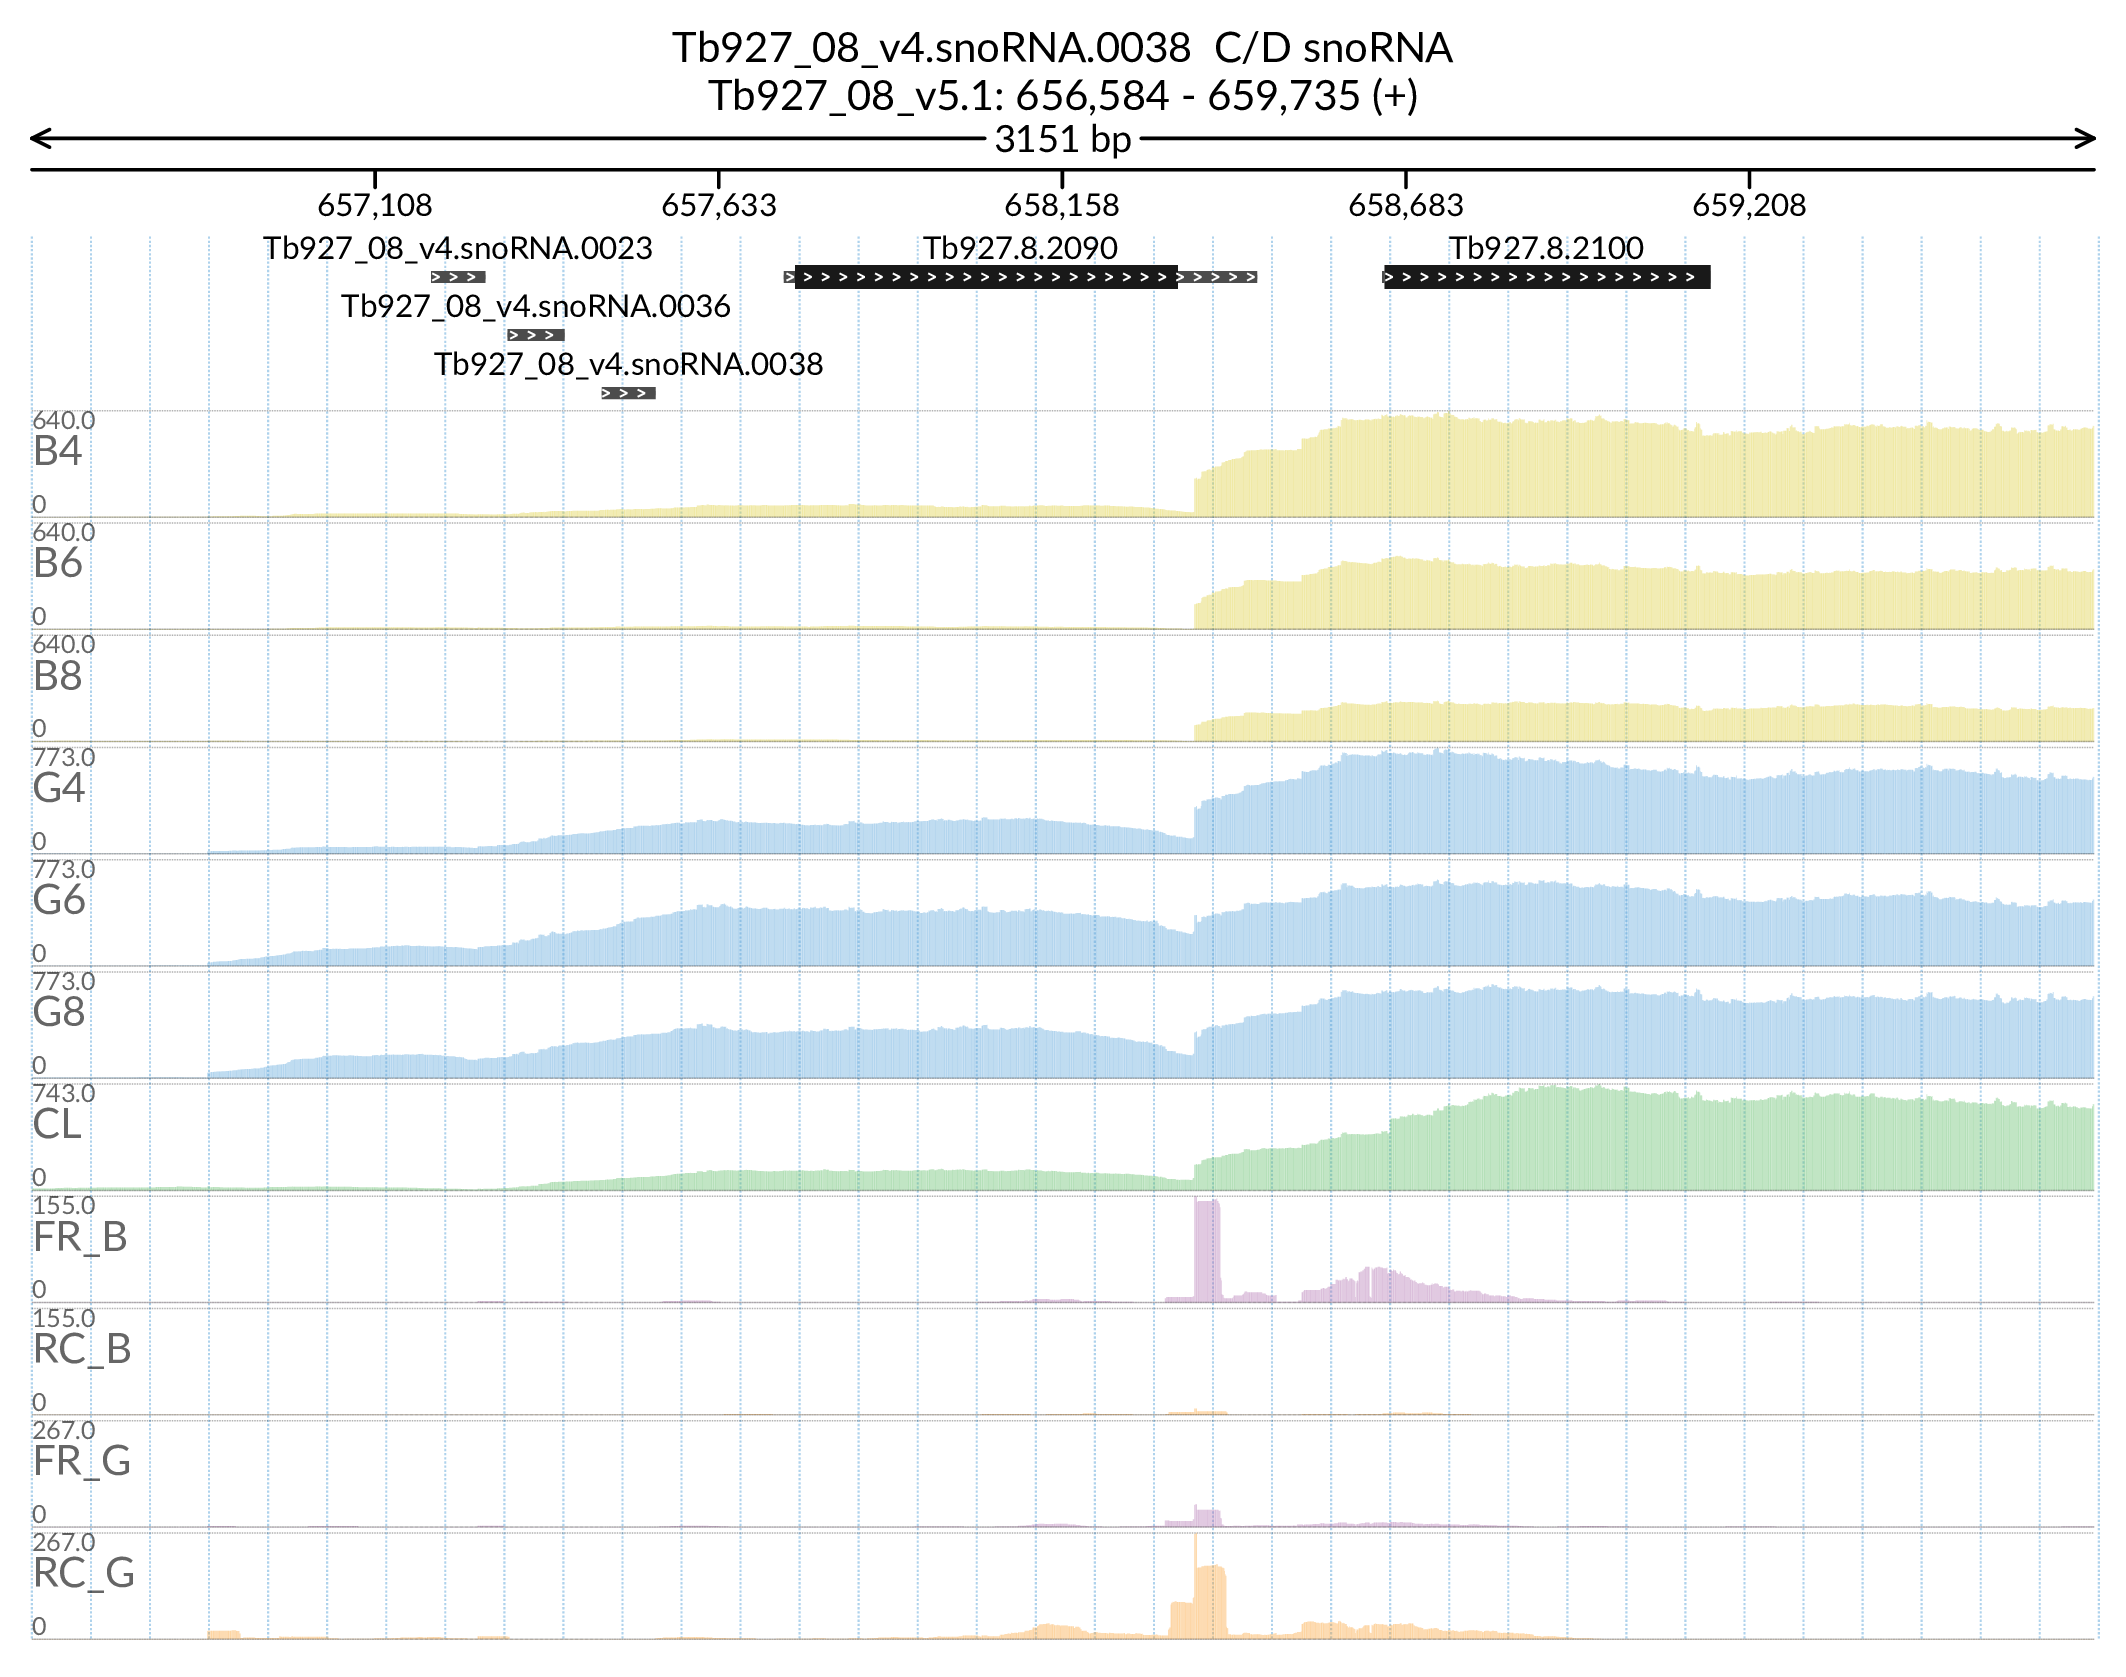 Tb927_08_v4.snoRNA.0038 C/D snoRNA
Tb927_08_v5.1: 656,584 - 659,735 (+)
3151 bp
657,108 657,633 658,158 658,683 659,208
Tb927_08_v4.snoRNA.0023 Tb927.8.2090 Tb927.8.2100
Tb927_08_v4.snoRNA.0036
Tb927_08_v4.snoRNA.0038
640.0
B4
0
640.0
B6
0
640.0
B8
0
773.0
G4
0
773.0
G6
0
773.0
G8
0
743.0
CL
0
155.0
FR_B
0
155.0
RC_B
0
267.0
FR_G
0
267.0
RC_G
0